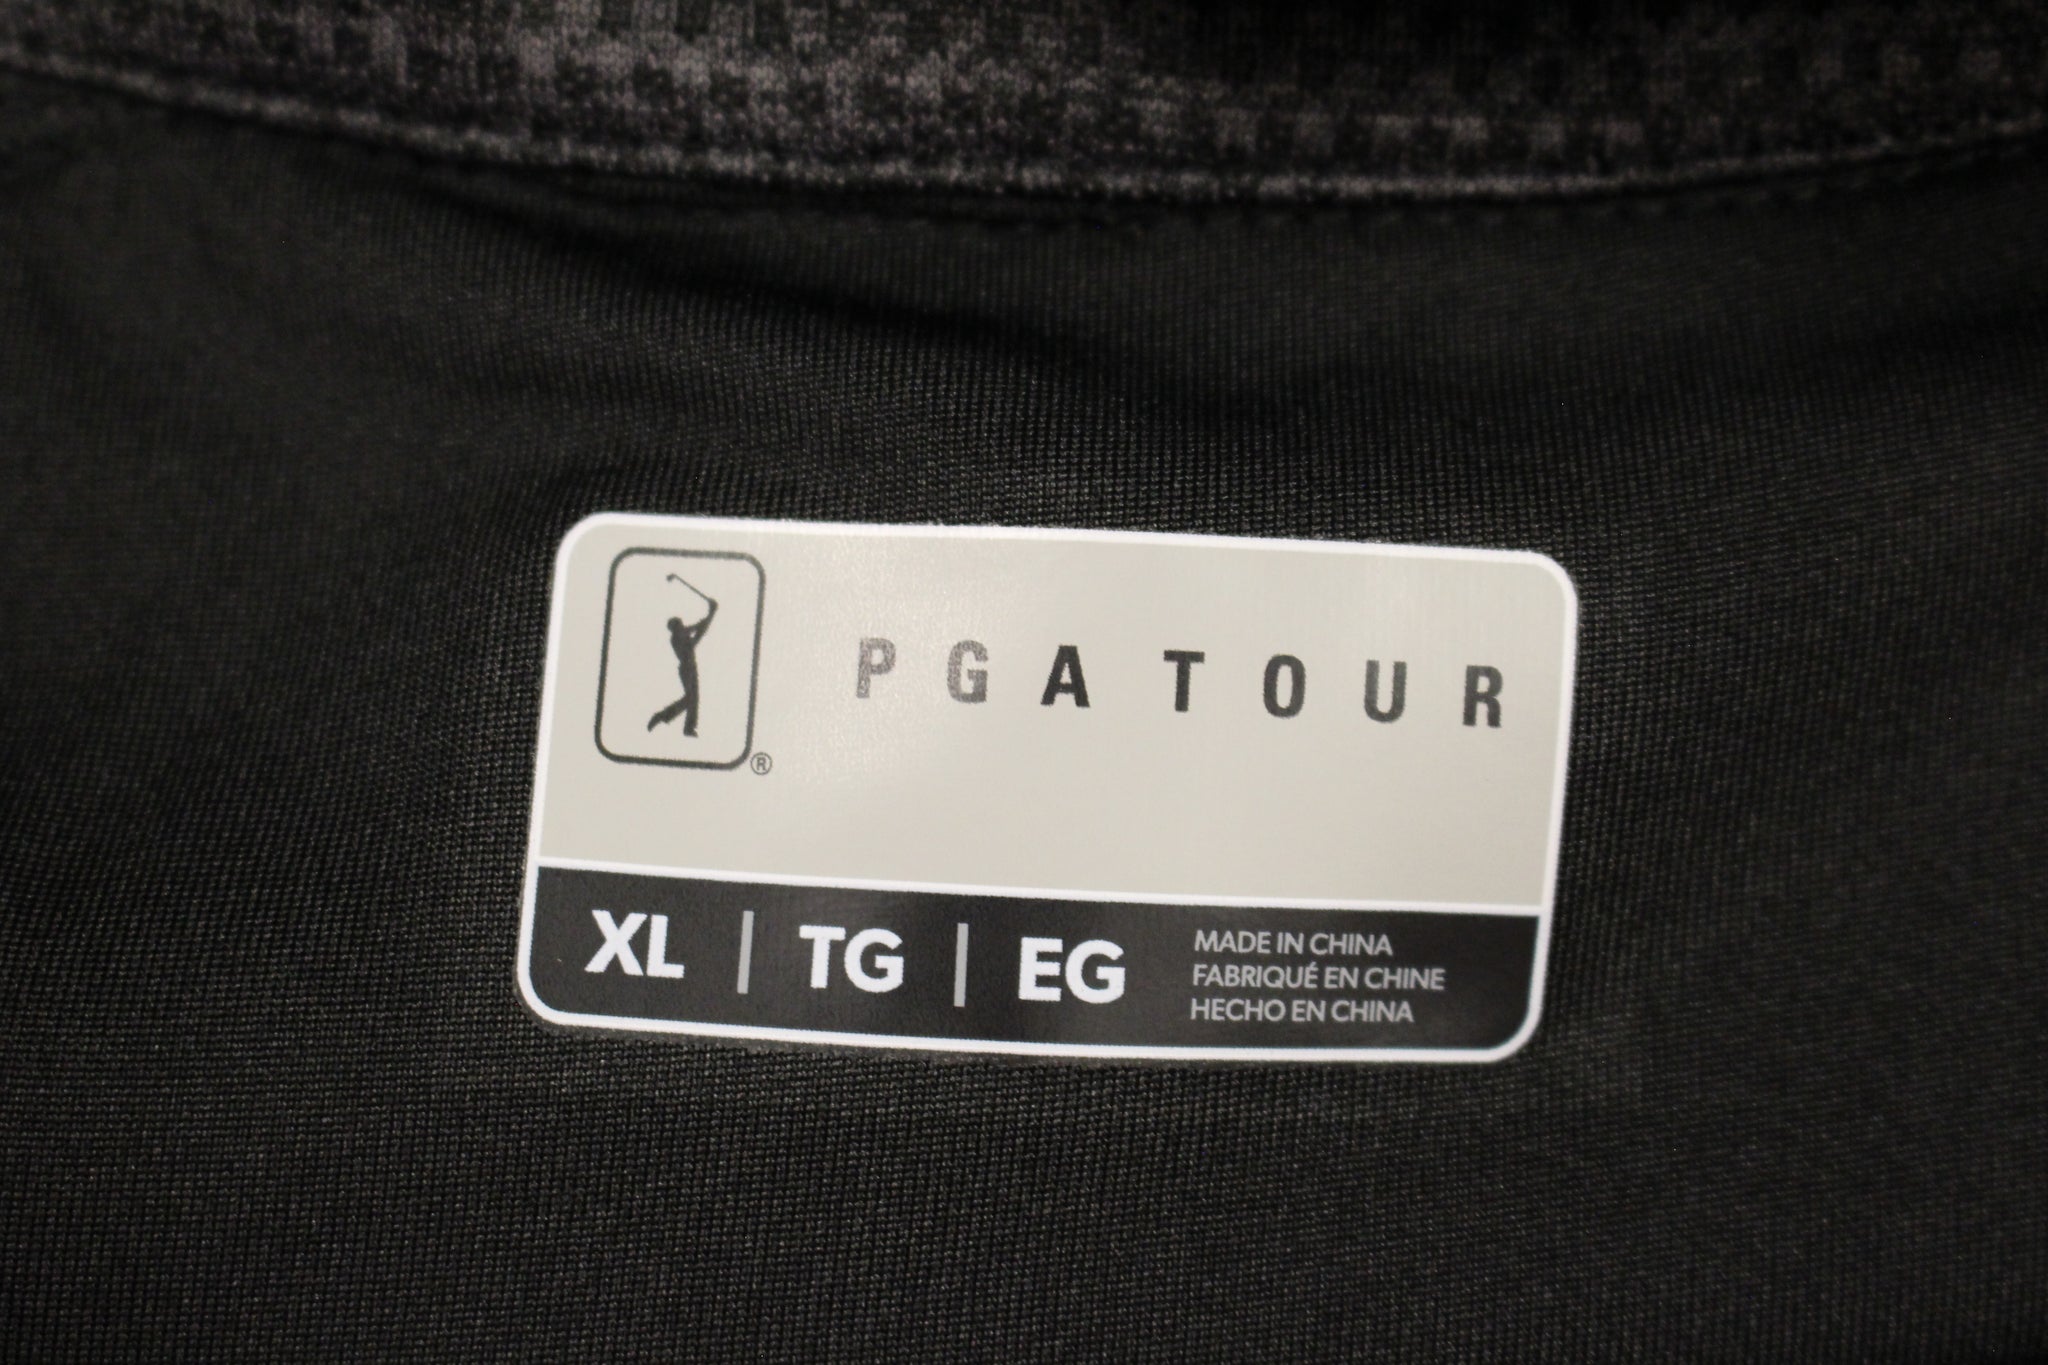 PGA TOUR
®
XL | TG | EG
MADE IN CHINA
FABRIQUÉ EN CHINE
HECHO EN CHINA